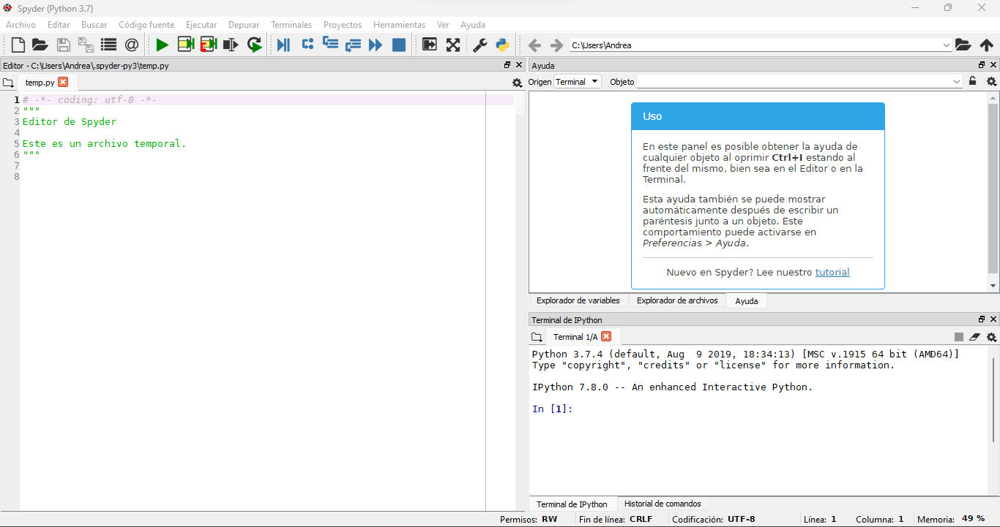 Spyder (Python 3.7)
Archivo Editar Buscar Código fuente Ejecutar Depurar Terminales Proyectos Herramientas Ver Ayuda
C:\Users\Andrea
Editor - C:\Users\Andrea\.spyder-py3\temp.py
temp.py
1 # -*- coding: utf-8 -*-
2 """
3 Editor de Spyder
4
5 Este es un archivo temporal.
6 """
7
8
Ayuda
Origen Terminal Objeto
Uso
En este panel es posible obtener la ayuda de
cualquier objeto al oprimir Ctrl+I estando al
frente del mismo, bien sea en el Editor o en la
Terminal.
Esta ayuda también se puede mostrar
automáticamente después de escribir un
paréntesis junto a un objeto. Este
comportamiento puede activarse en
Preferencias > Ayuda.
Nuevo en Spyder? Lee nuestro tutorial
Explorador de variables Explorador de archivos Ayuda
Terminal de IPython
Terminal 1/A
Python 3.7.4 (default, Aug  9 2019, 18:34:13) [MSC v.1915 64 bit (AMD64)]
Type "copyright", "credits" or "license" for more information.
IPython 7.8.0 -- An enhanced Interactive Python.
In [1]:
Terminal de IPython Historial de comandos
Permisos: RW Fin de línea: CRLF Codificación: UTF-8 Línea: 1 Columna: 1 Memoria: 49 %